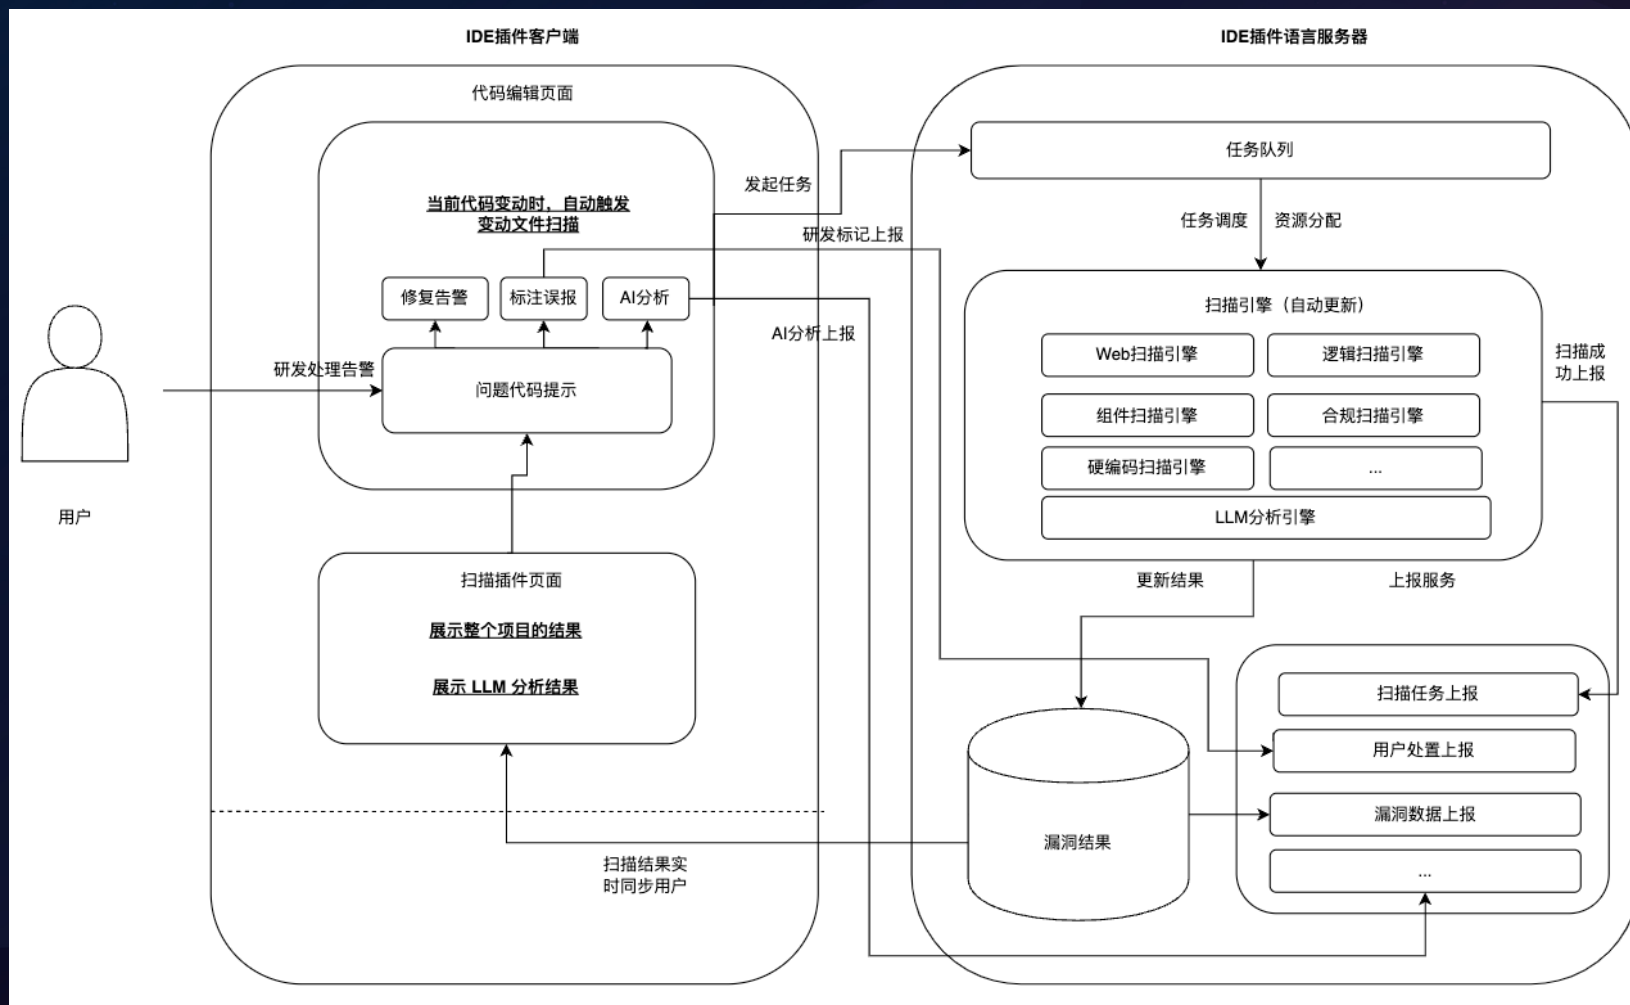 IDE插件客户端
IDE插件语言服务器
代码编辑页面
当前代码变动时，自动触发
变动文件扫描
修复告警
标注误报
AI分析
研发处理告警
问题代码提示
用户
扫描插件页面
展示整个项目的结果
展示 LLM 分析结果
发起任务
研发标记上报
AI分析上报
扫描结果实
时同步用户
任务队列
任务调度
资源分配
扫描引擎（自动更新）
Web扫描引擎
逻辑扫描引擎
组件扫描引擎
合规扫描引擎
硬编码扫描引擎
...
LLM分析引擎
扫描成
功上报
更新结果
上报服务
漏洞结果
扫描任务上报
用户处置上报
漏洞数据上报
...